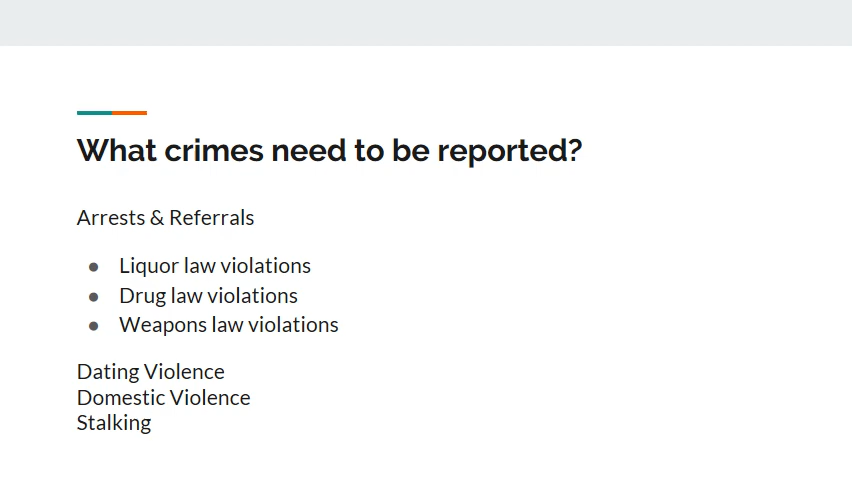 What crimes need to be reported?
Arrests & Referrals
● Liquor law violations
● Drug law violations
● Weapons law violations
Dating Violence
Domestic Violence
Stalking